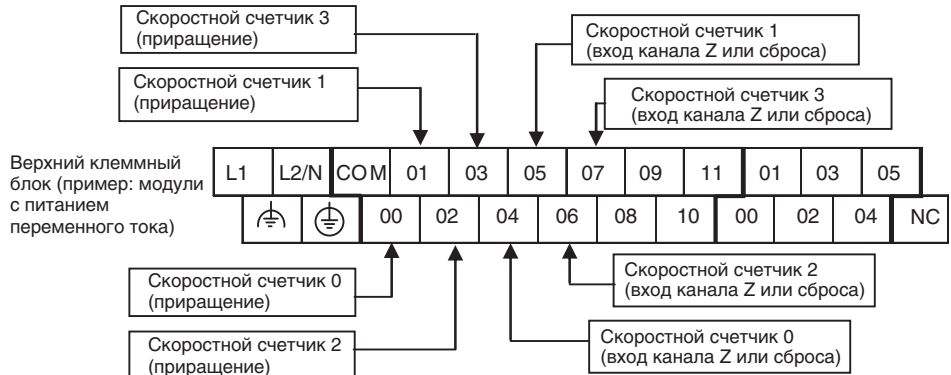 Скоростной счетчик 3
(приращение)
Скоростной счетчик 1
(вход канала Z или сброса)
Скоростной счетчик 1
(приращение)
Скоростной счетчик 3
(вход канала Z или сброса)
Верхний клеммный
блок (пример: модули
с питанием
переменного тока)
L1 L2/N COM 01 03 05 07 09 11 01 03 05
00 02 04 06 08 10 00 02 04 NC
Скоростной счетчик 0
(приращение)
Скоростной счетчик 2
(вход канала Z или сброса)
Скоростной счетчик 2
(приращение)
Скоростной счетчик 0
(вход канала Z или сброса)